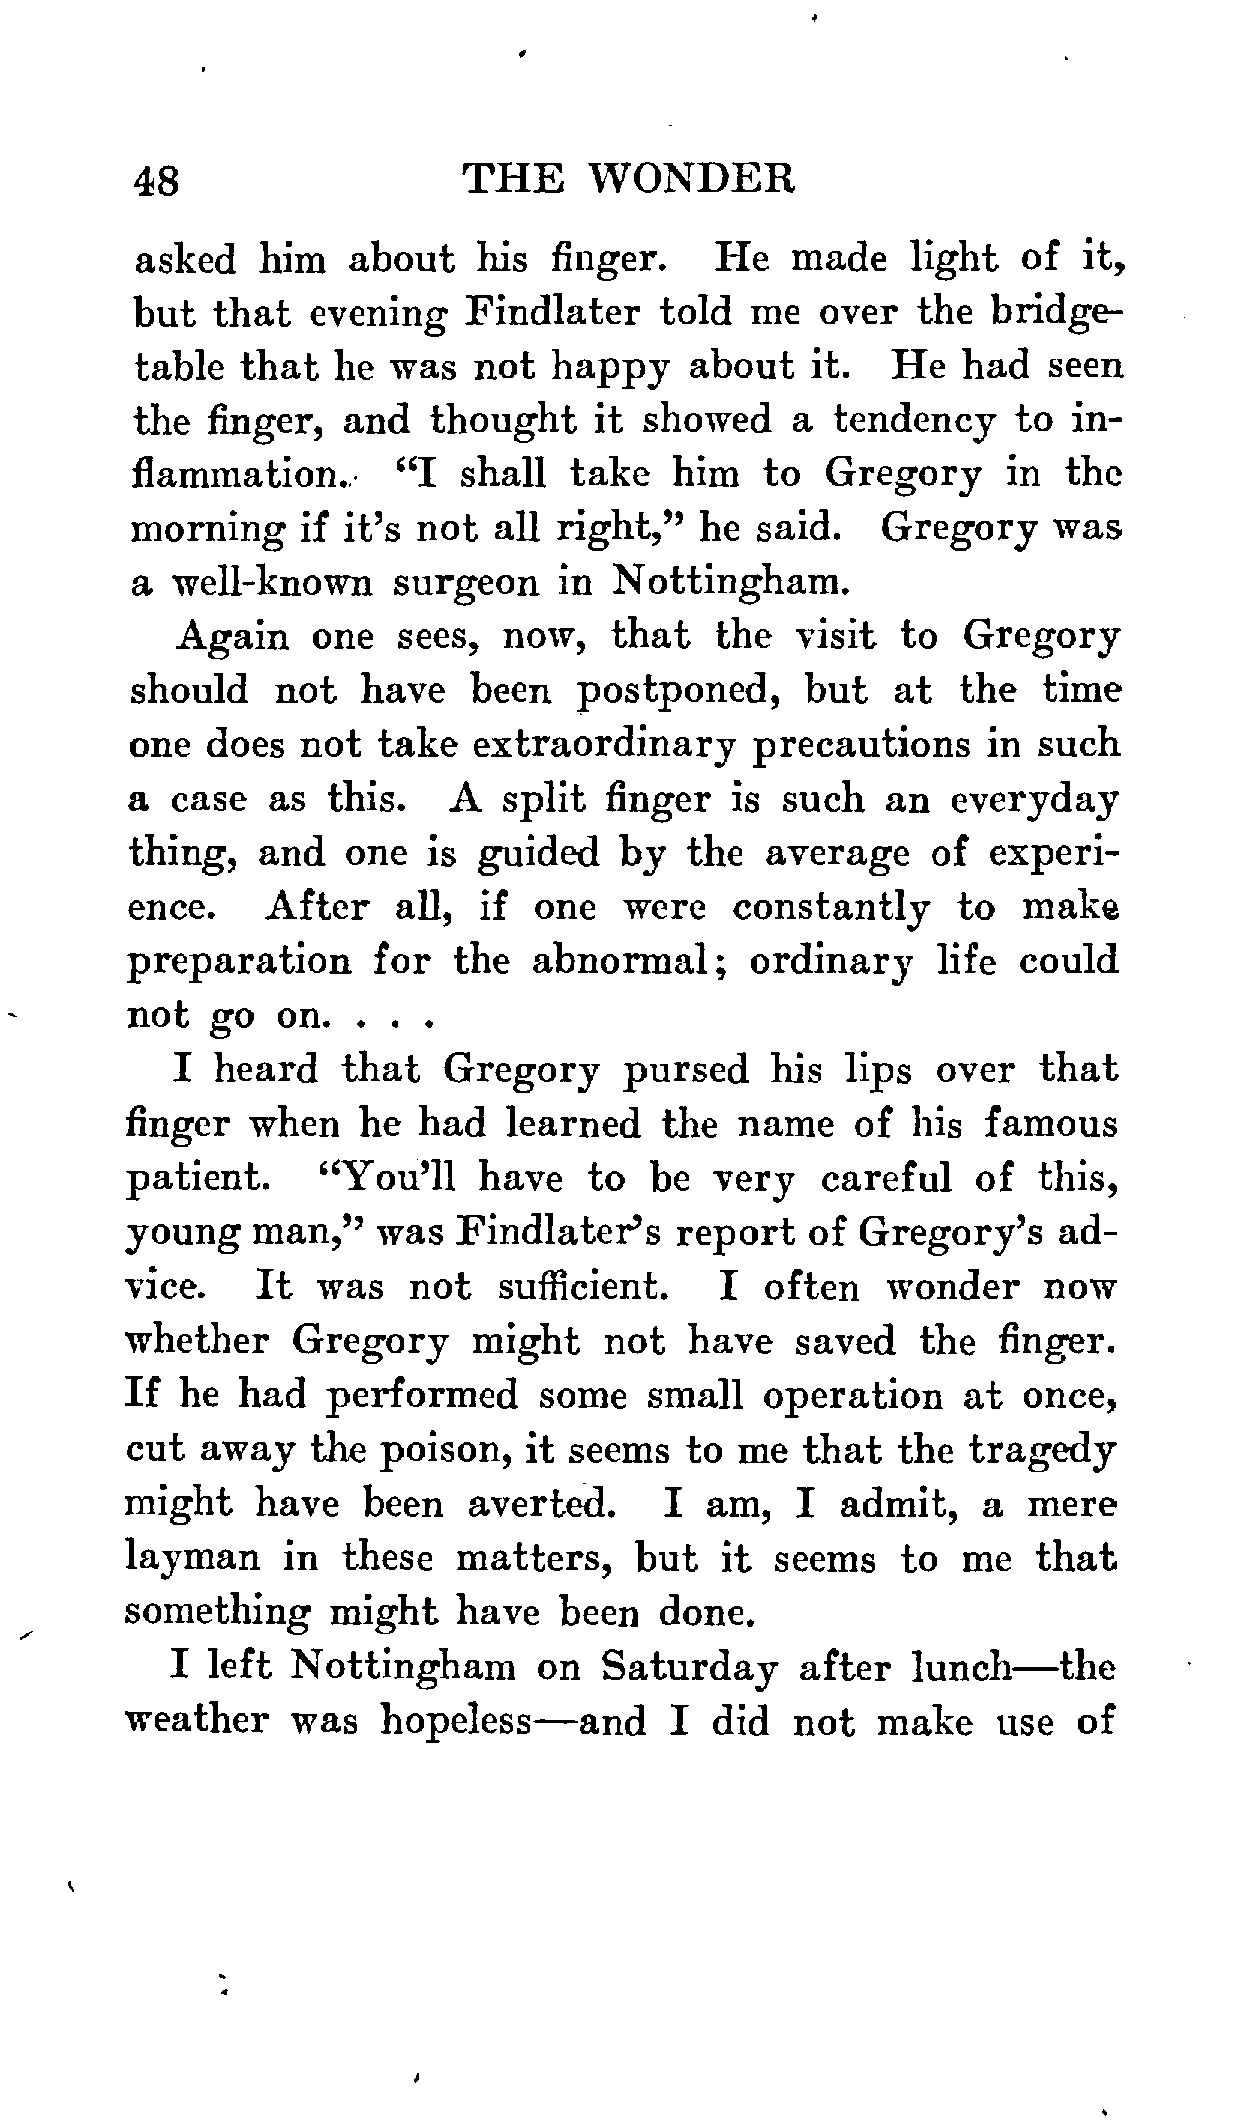 48 THE WONDER
asked him about his finger. He made light of it,
but that evening Findlater told me over the bridge-
table that he was not happy about it. He had seen
the finger, and thought it showed a tendency to in-
flammation. “I shall take him to Gregory in the
morning if it’s not all right,” he said. Gregory was
a well-known surgeon in Nottingham.
Again one sees, now, that the visit to Gregory
should not have been postponed, but at the time
one does not take extraordinary precautions in such
a case as this. A split finger is such an everyday
thing, and one is guided by the average of experi-
ence. After all, if one were constantly to make
preparation for the abnormal; ordinary life could
not go on. . . .
I heard that Gregory pursed his lips over that
finger when he had learned the name of his famous
patient. “You’ll have to be very careful of this,
young man,” was Findlater’s report of Gregory’s ad-
vice. It was not sufficient. I often wonder now
whether Gregory might not have saved the finger.
If he had performed some small operation at once,
cut away the poison, it seems to me that the tragedy
might have been averted. I am, I admit, a mere
layman in these matters, but it seems to me that
something might have been done.
I left Nottingham on Saturday after lunch—the
weather was hopeless—and I did not make use of